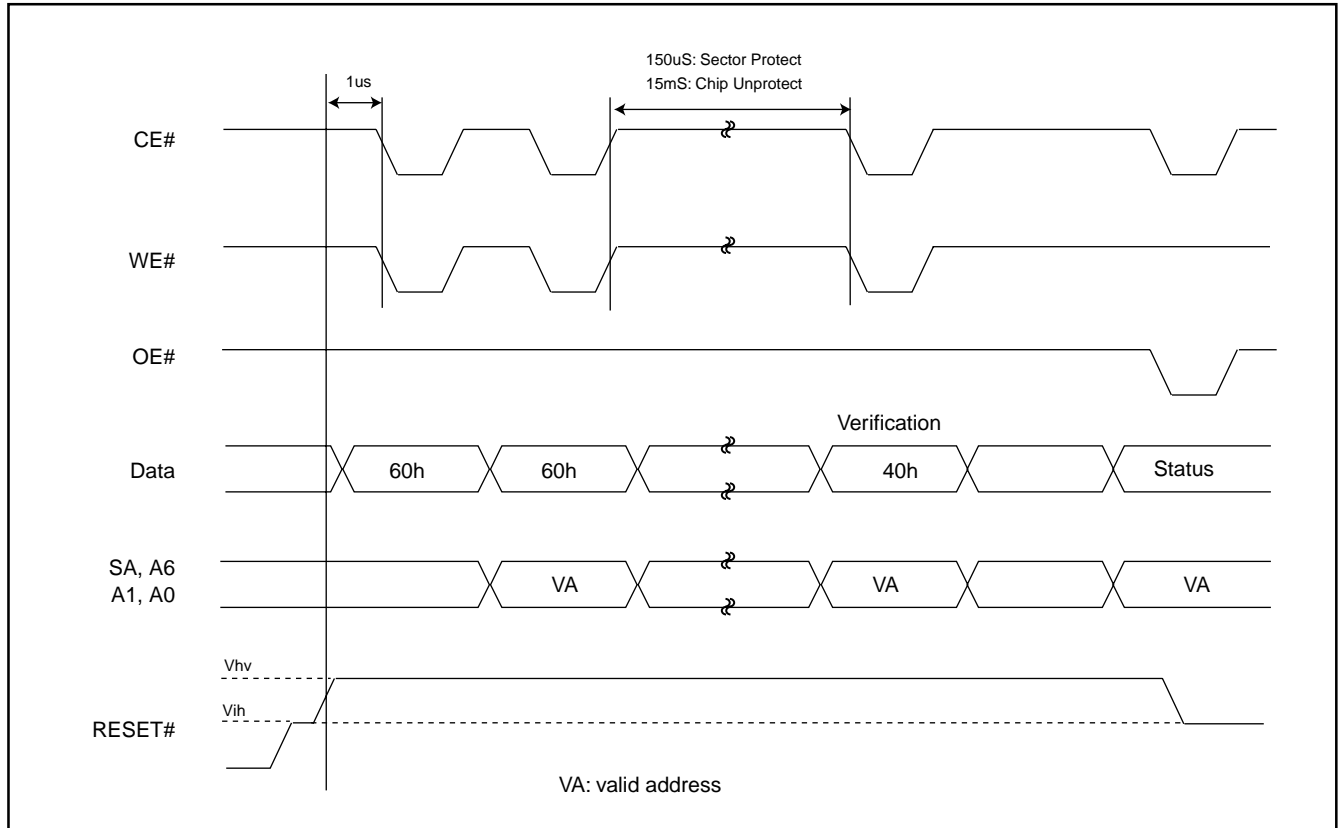 150uS: Sector Protect
15mS: Chip Unprotect
1us
CE#
WE#
OE#
Verification
Data
60h
60h
40h
Status
SA, A6
A1, A0
VA
VA
VA
Vhv
Vih
RESET#
VA: valid address